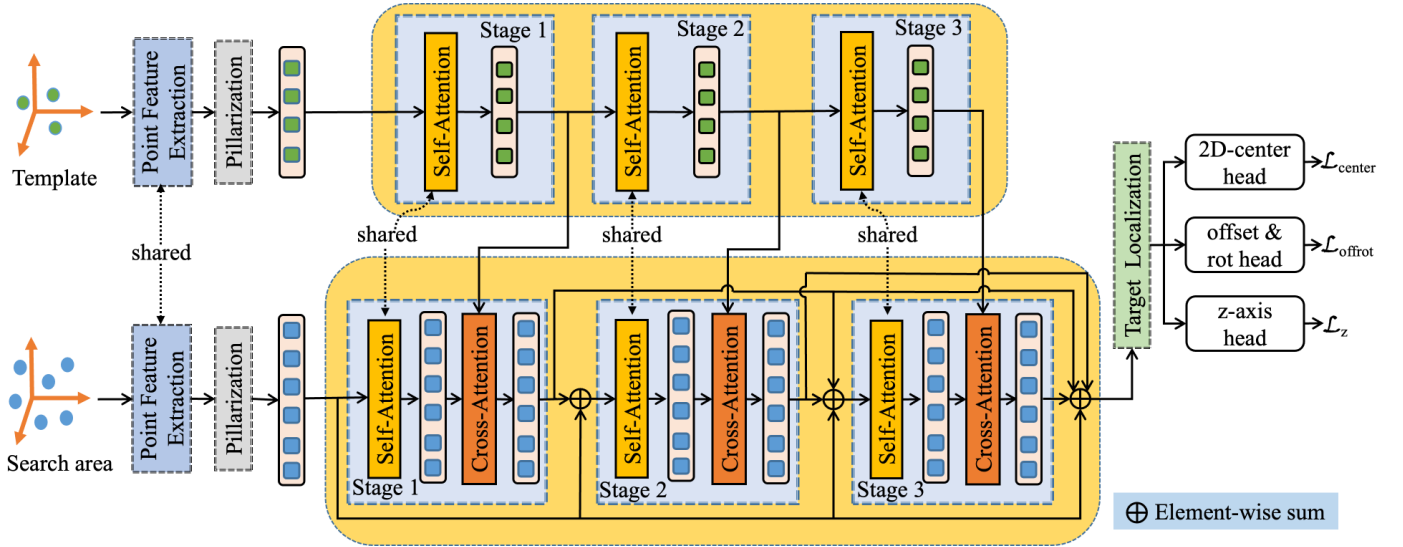 Template
Point Feature
Extraction
Pillarization
Stage 1
Self-Attention
Stage 2
Self-Attention
Stage 3
Self-Attention
shared
shared
shared
shared
Search area
Point Feature
Extraction
Pillarization
Self-Attention
Cross-Attention
Stage 1
Self-Attention
Cross-Attention
Stage 2
Self-Attention
Cross-Attention
Stage 3
Target Localization
2D-center
head
ℒcenter
offset &
rot head
ℒoffrot
z-axis
head
ℒz
⊕ Element-wise sum